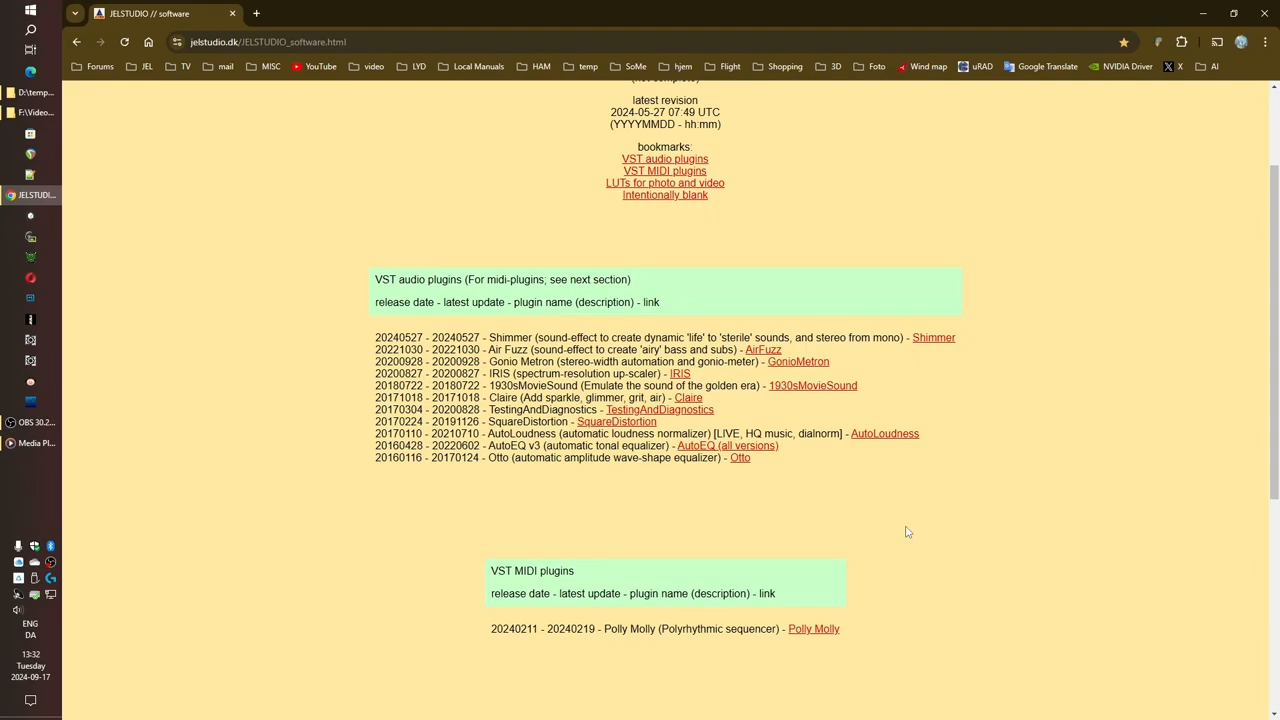 JELSTUDIO // software
jelstudio.dk/JELSTUDIO_software.html
Forums JEL TV mail MISC YouTube video LYD Local Manuals HAM temp SoMe hjem Flight Shopping 3D Foto Wind map uRAD Google Translate NVIDIA Driver X AI
latest revision
2024-05-27 07:49 UTC
(YYYYMMDD - hh:mm)
bookmarks:
VST audio plugins
VST MIDI plugins
LUTs for photo and video
Intentionally blank
VST audio plugins (For midi-plugins; see next section)
release date - latest update - plugin name (description) - link
20240527 - 20240527 - Shimmer (sound-effect to create dynamic 'life' to 'sterile' sounds, and stereo from mono) - Shimmer
20221030 - 20221030 - Air Fuzz (sound-effect to create 'airy' bass and subs) - AirFuzz
20200928 - 20200928 - Gonio Metron (stereo-width automation and gonio-meter) - GonioMetron
20200827 - 20200827 - IRIS (spectrum-resolution up-scaler) - IRIS
20180722 - 20180722 - 1930sMovieSound (Emulate the sound of the golden era) - 1930sMovieSound
20171018 - 20171018 - Claire (Add sparkle, glimmer, grit, air) - Claire
20170304 - 20200828 - TestingAndDiagnostics - TestingAndDiagnostics
20170224 - 20191126 - SquareDistortion - SquareDistortion
20170110 - 20210710 - AutoLoudness (automatic loudness normalizer) [LIVE, HQ music, dialnorm] - AutoLoudness
20160428 - 20220602 - AutoEQ v3 (automatic tonal equalizer) - AutoEQ (all versions)
20160116 - 20170124 - Otto (automatic amplitude wave-shape equalizer) - Otto
VST MIDI plugins
release date - latest update - plugin name (description) - link
20240211 - 20240219 - Polly Molly (Polyrhythmic sequencer) - Polly Molly
D:\temp...
F:\Video...
JELSTUDI...
OBS 30.2...
Media Pl...
ENG
DA
13:32
Tuesday
2024-09-17